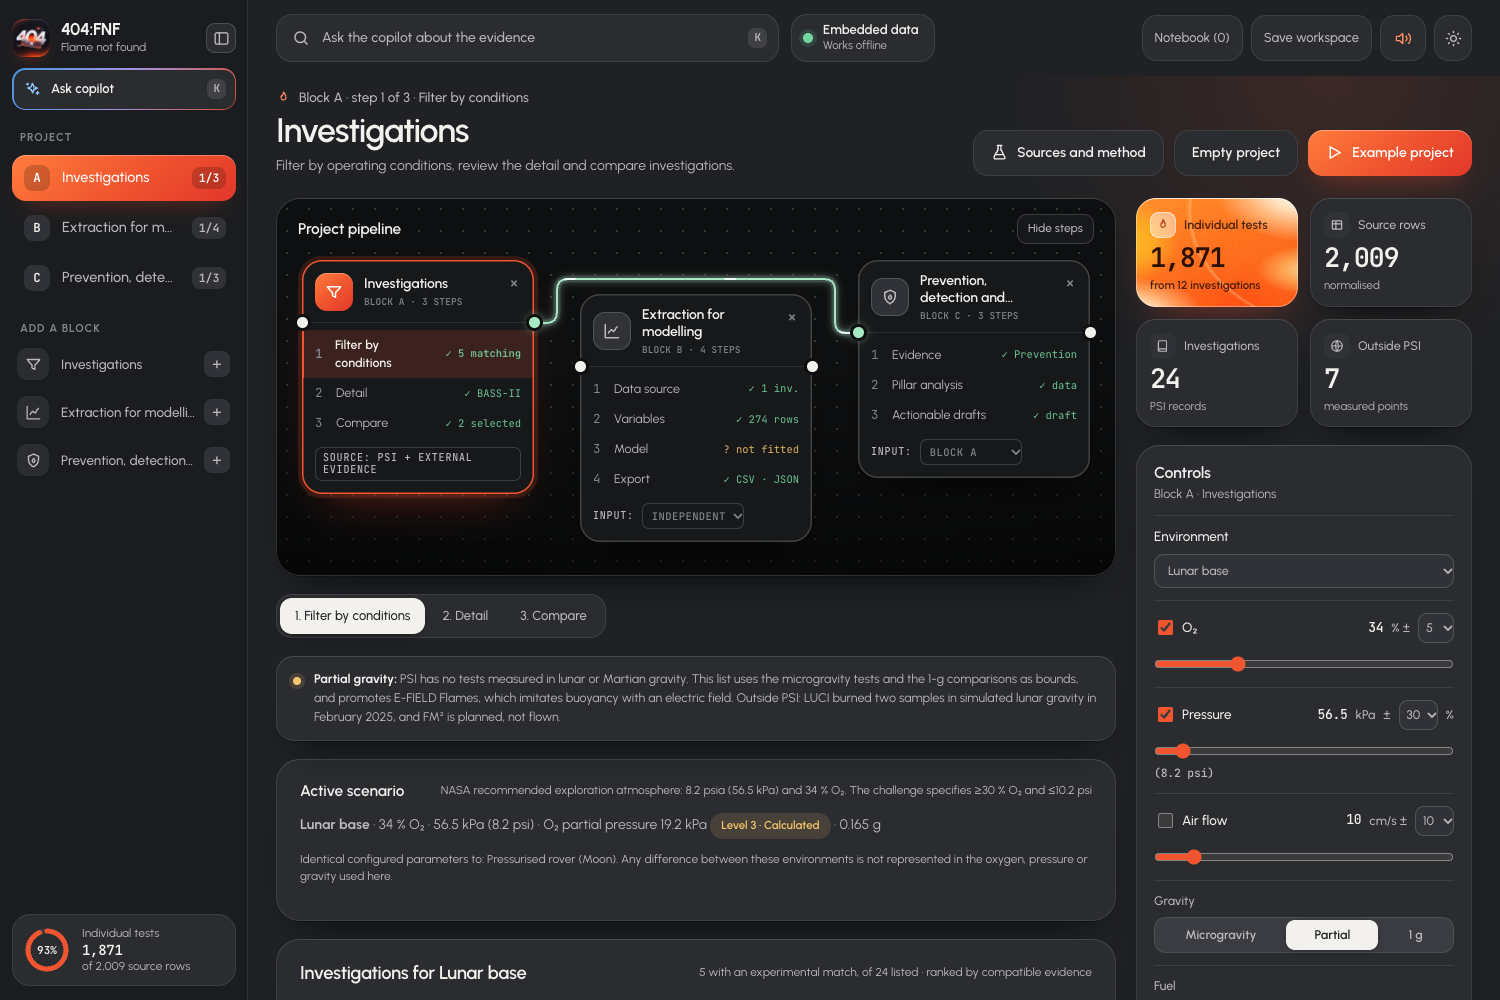 404
404:FNF
Flame not found
Ask copilot
K
PROJECT
A
Investigations
1/3
B
Extraction for m...
1/4
C
Prevention, dete...
1/3
ADD A BLOCK
Investigations
+
Extraction for modelli...
+
Prevention, detection...
+
93%
Individual tests
1,871
of 2,009 source rows
Ask the copilot about the evidence
K
Embedded data
Works offline
Notebook (0)
Save workspace
Block A · step 1 of 3 · Filter by conditions
Investigations
Filter by operating conditions, review the detail and compare investigations.
Sources and method
Empty project
Example project
Project pipeline
Hide steps
Investigations
×
BLOCK A · 3 STEPS
1
Filter by
conditions
✓ 5 matching
2
Detail
✓ BASS-II
3
Compare
✓ 2 selected
SOURCE: PSI + EXTERNAL
EVIDENCE
Extraction for
modelling
×
BLOCK B · 4 STEPS
1
Data source
✓ 1 inv.
2
Variables
✓ 274 rows
3
Model
? not fitted
4
Export
✓ CSV · JSON
INPUT:
INDEPENDENT
Prevention,
detection and...
×
BLOCK C · 3 STEPS
1
Evidence
✓ Prevention
2
Pillar analysis
✓ data
3
Actionable drafts
✓ draft
INPUT:
BLOCK A
Individual tests
1,871
from 12 investigations
Source rows
2,009
normalised
Investigations
24
PSI records
Outside PSI
7
measured points
1. Filter by conditions
2. Detail
3. Compare
Partial gravity: PSI has no tests measured in lunar or Martian gravity. This list uses the microgravity tests and the 1-g comparisons as bounds,
and promotes E-FIELD Flames, which imitates buoyancy with an electric field. Outside PSI: LUCI burned two samples in simulated lunar gravity in
February 2025, and FM² is planned, not flown.
Active scenario
NASA recommended exploration atmosphere: 8.2 psia (56.5 kPa) and 34 % O₂. The challenge specifies ≥30 % O₂ and ≤10.2 psi
Lunar base · 34 % O₂ · 56.5 kPa (8.2 psi) · O₂ partial pressure 19.2 kPa Level 3 · Calculated · 0.165 g
Identical configured parameters to: Pressurised rover (Moon). Any difference between these environments is not represented in the oxygen, pressure or
gravity used here.
Investigations for Lunar base
5 with an experimental match, of 24 listed · ranked by compatible evidence
Controls
Block A · Investigations
Environment
Lunar base
O₂
34 % ± 5
Pressure
56.5 kPa ± 30 %
(8.2 psi)
Air flow
10 cm/s ± 10
Gravity
Microgravity
Partial
1 g
Fuel